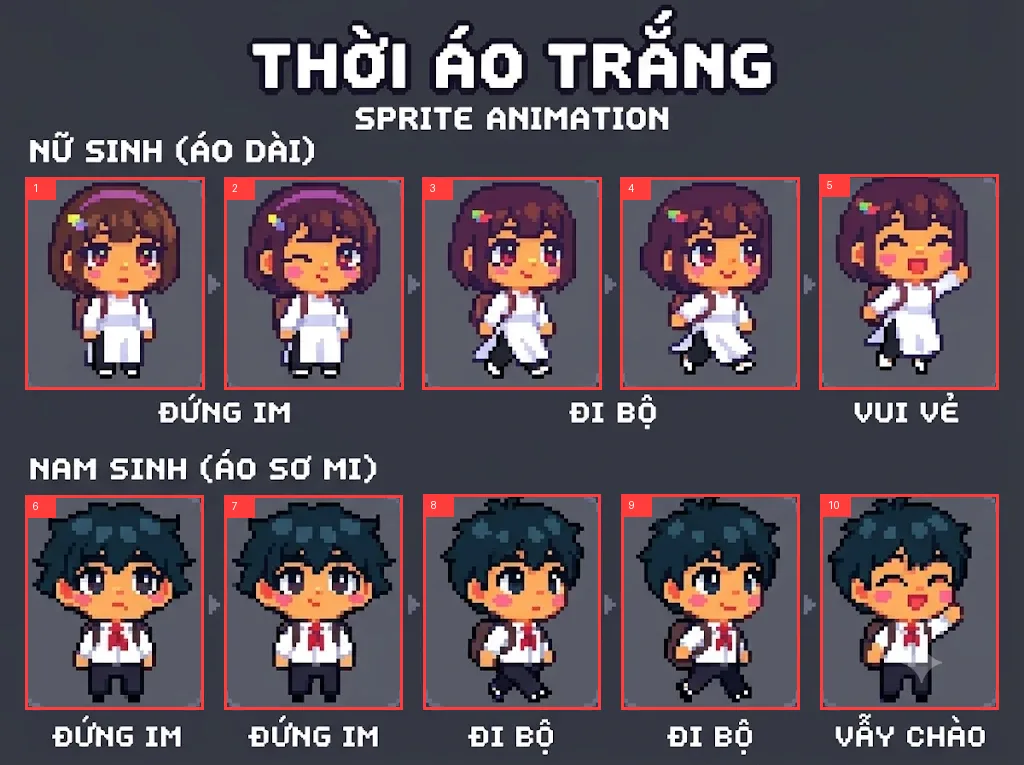 THỜI ÁO TRẮNG
SPRITE ANIMATION
NỮ SINH (ÁO DÀI)
1 2 3 4 5
ĐỨNG IM ĐI BỘ VUI VẺ
NAM SINH (ÁO SƠ MI)
6 7 8 9 10
ĐỨNG IM ĐỨNG IM ĐI BỘ ĐI BỘ VẪY CHÀO